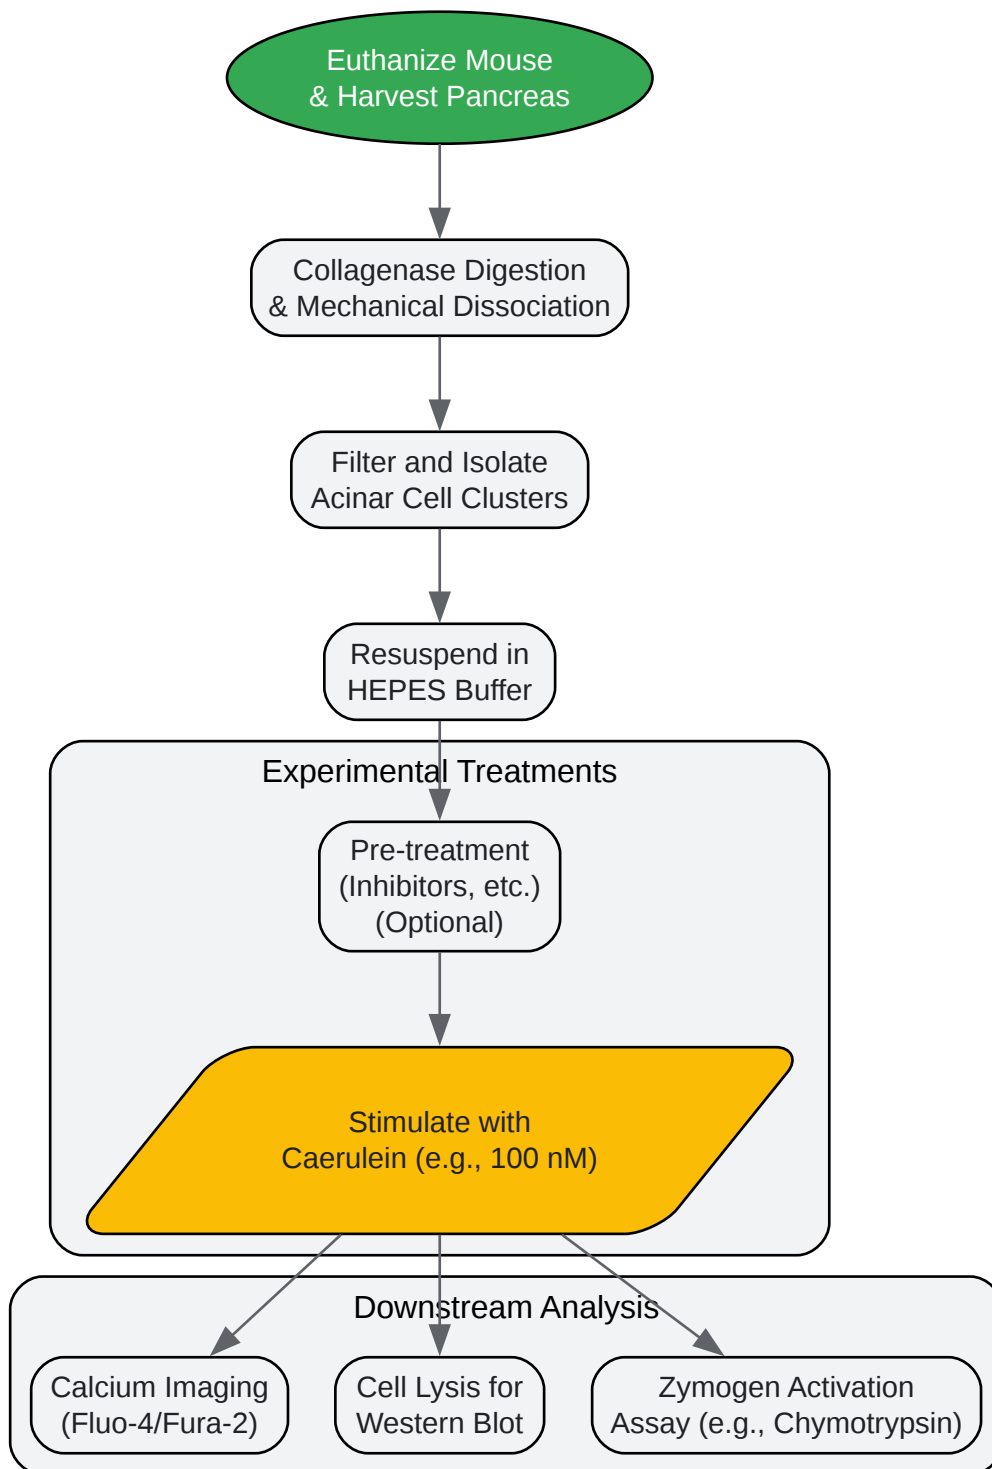 Euthanize Mouse
& Harvest Pancreas
Collagenase Digestion
& Mechanical Dissociation
Filter and Isolate
Acinar Cell Clusters
Resuspend in
HEPES Buffer
Experimental Treatments
Pre-treatment
(Inhibitors, etc.)
(Optional)
Stimulate with
Caerulein (e.g., 100 nM)
Downstream Analysis
Calcium Imaging
(Fluo-4/Fura-2)
Cell Lysis for
Western Blot
Zymogen Activation
Assay (e.g., Chymotrypsin)